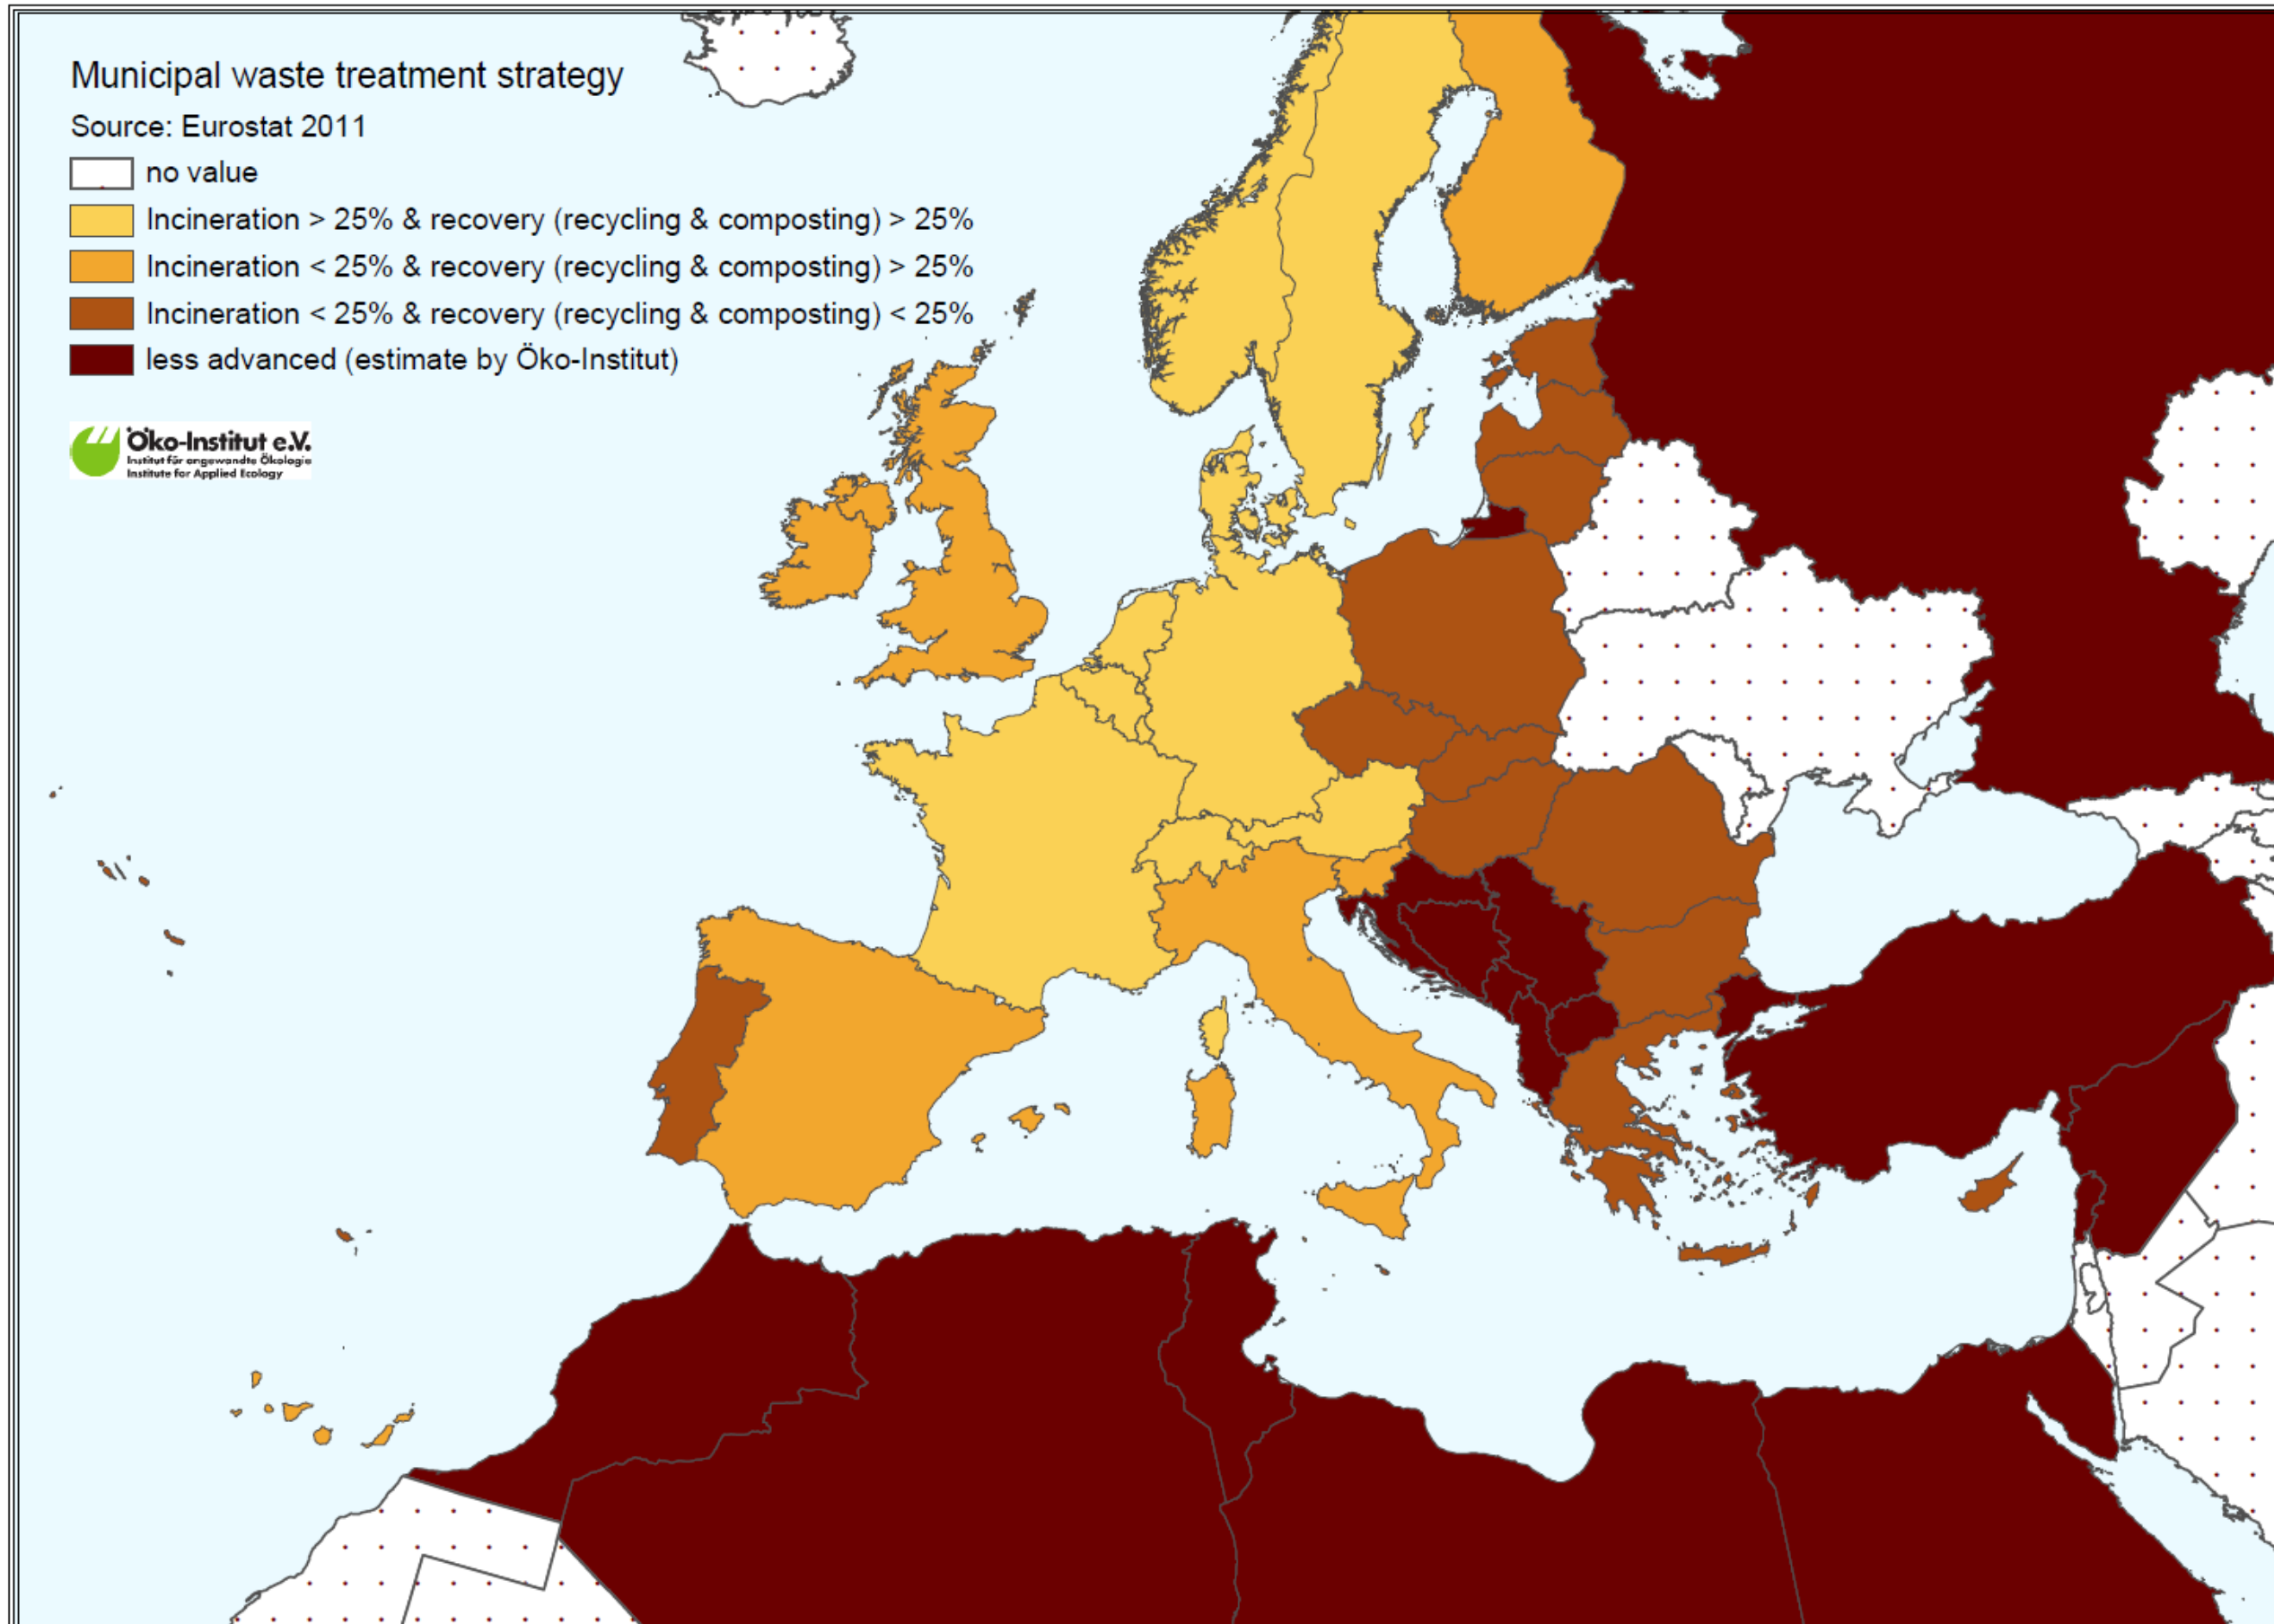 Municipal waste treatment strategy
Source: Eurostat 2011
no value
Incineration > 25% & recovery (recycling & composting) > 25%
Incineration < 25% & recovery (recycling & composting) > 25%
Incineration < 25% & recovery (recycling & composting) < 25%
less advanced (estimate by Öko-Institut)
Öko-Institut e.V.
Institut für angewandte Ökologie
Institute for Applied Ecology